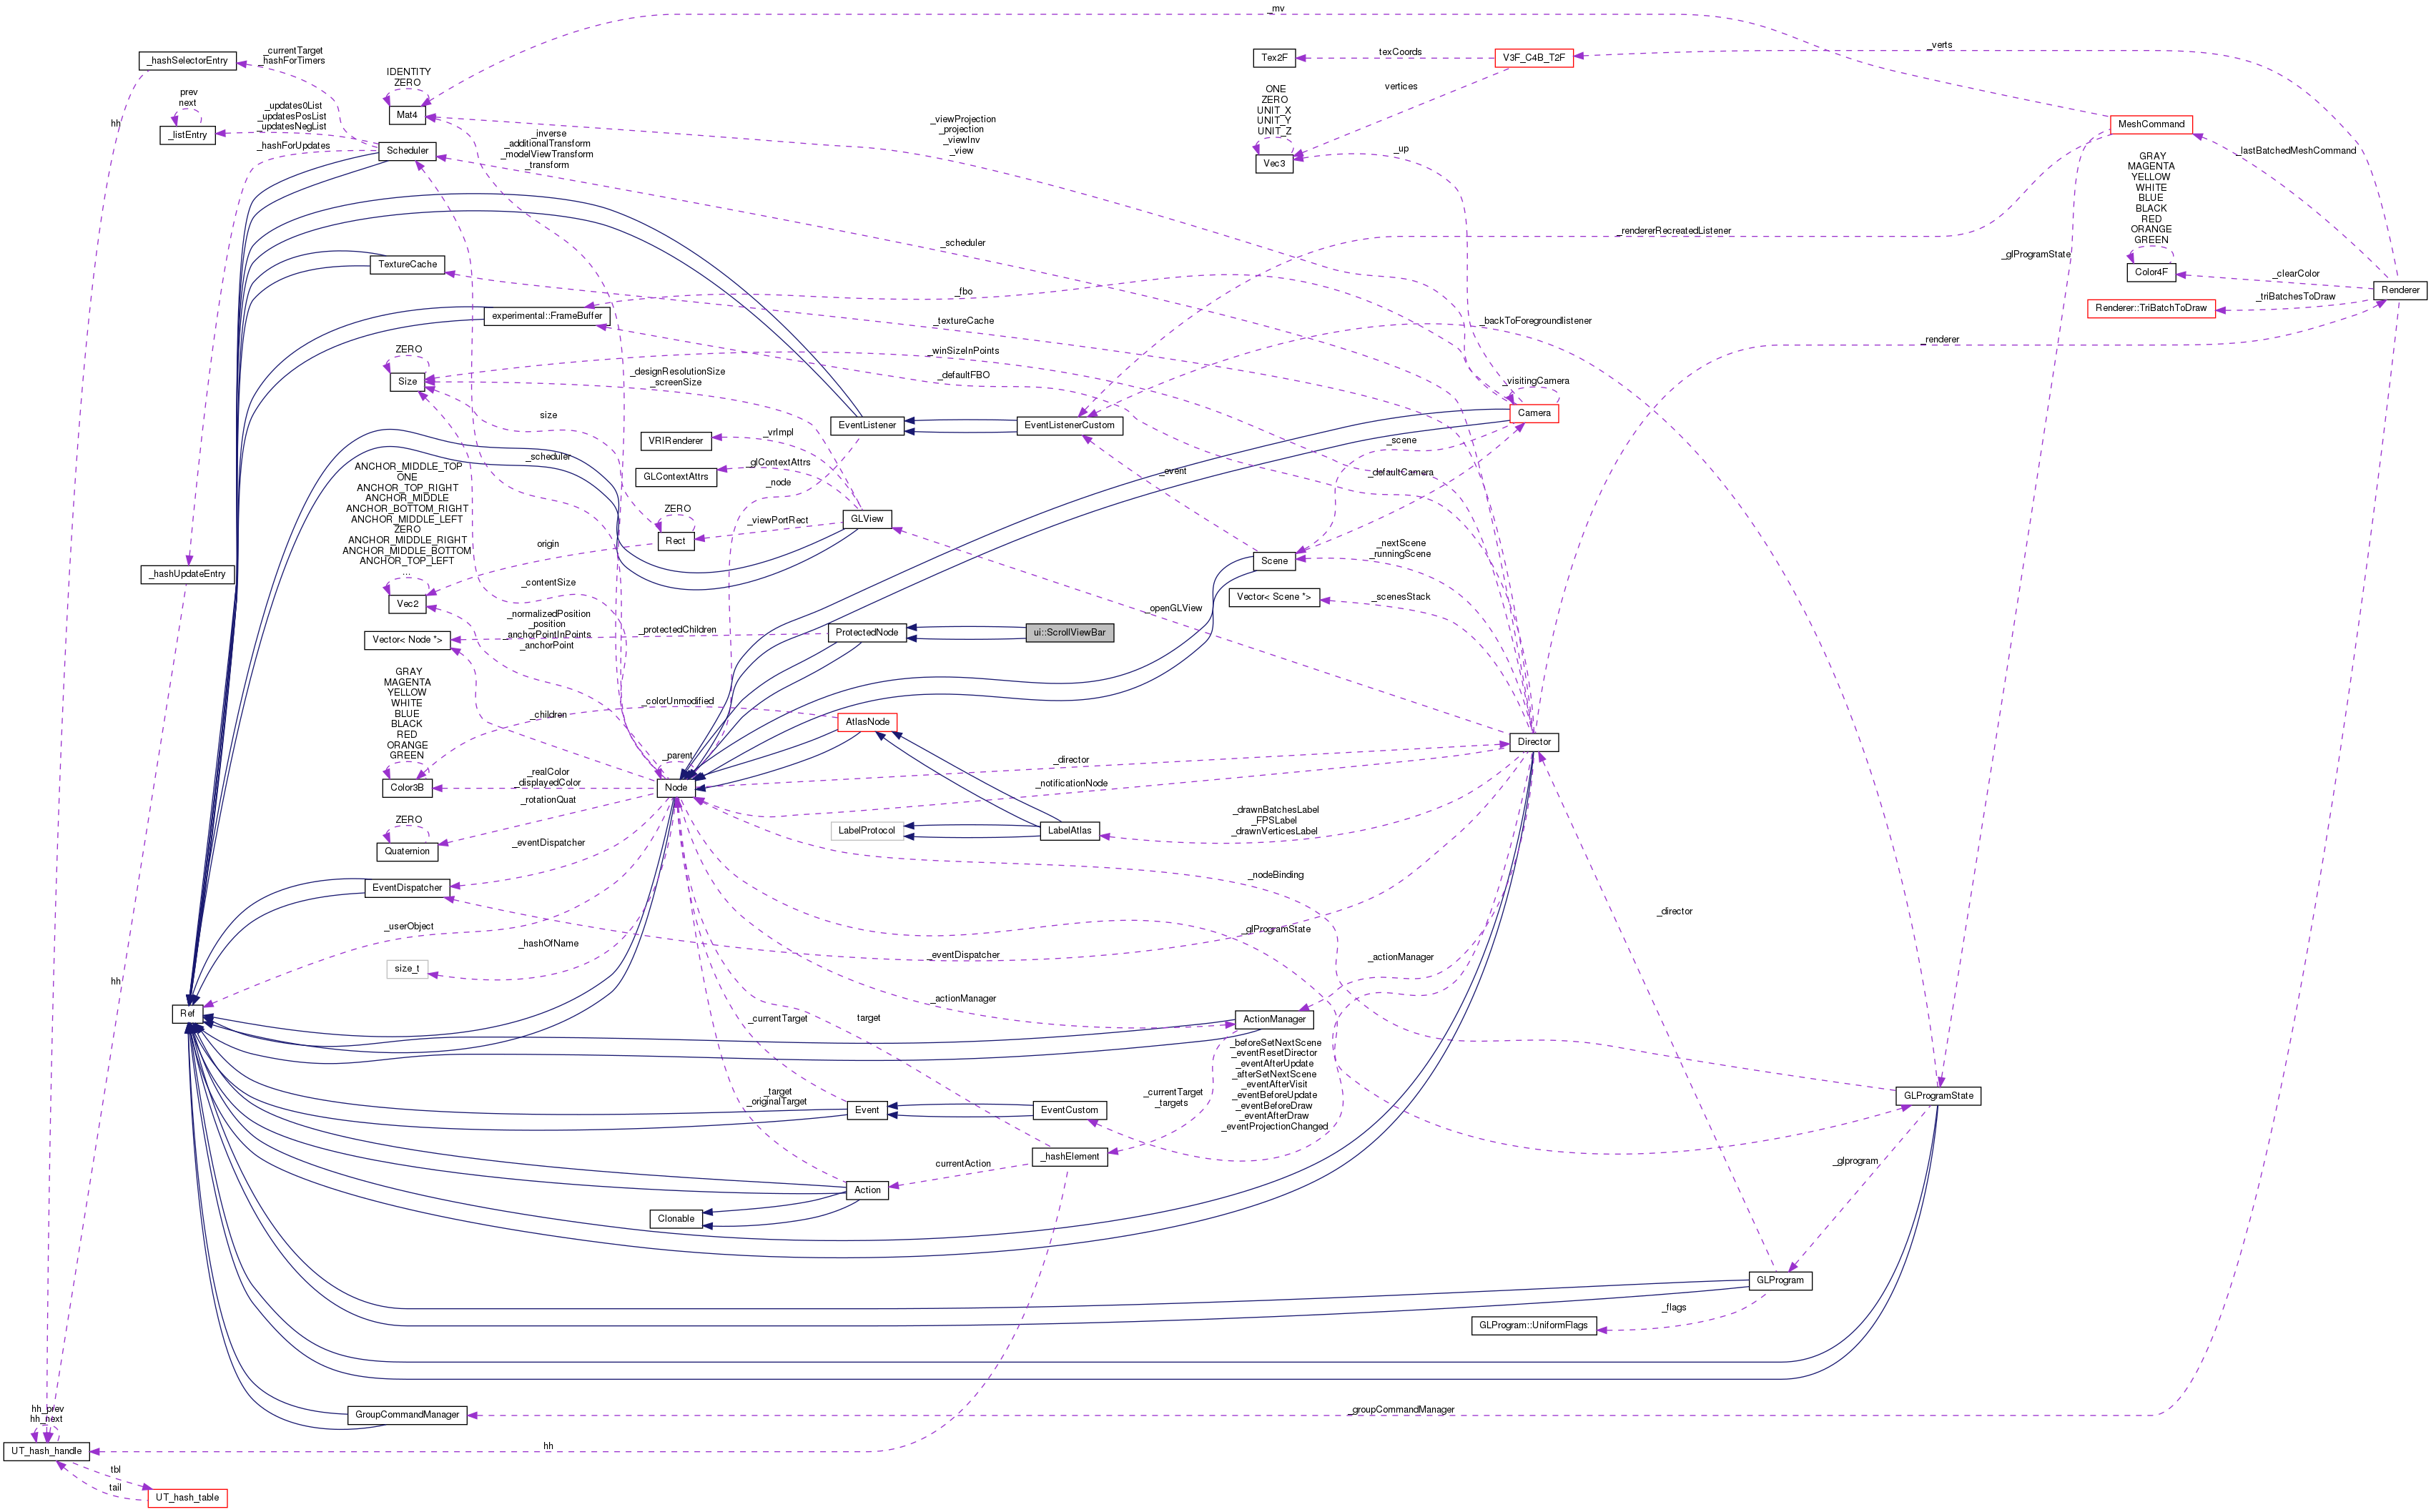 _mv
_currentTarget
_hashForTimers
_hashSelectorEntry
texCoords
_verts
Tex2F
V3F_C4B_T2F
IDENTITY
ZERO
Mat4
vertices
prev
next
_listEntry
_updates0List
_updatesPosList
_updatesNegList
hh
ONE
ZERO
UNIT_X
UNIT_Y
UNIT_Z
Vec3
_viewProjection
_projection
_viewInv
_view
_up
MeshCommand
_lastBatchedMeshCommand
_hashForUpdates
Scheduler
_inverse
_additionalTransform
_modelViewTransform
_transform
GRAY
MAGENTA
YELLOW
WHITE
BLUE
BLACK
RED
ORANGE
GREEN
Color4F
_rendererRecreatedListener
_scheduler
_glProgramState
_clearColor
Renderer
TextureCache
_fbo
_triBatchesToDraw
Renderer::TriBatchToDraw
experimental::FrameBuffer
_textureCache
_backToForegroundlistener
_renderer
ZERO
Size
_winSizeInPoints
_designResolutionSize
_screenSize
_defaultFBO
_visitingCamera
Camera
size
VRIRenderer
_vrImpl
EventListener
EventListenerCustom
_scene
_scheduler
GLContextAttrs
_glContextAttrs
_node
_event
_defaultCamera
ANCHOR_MIDDLE_TOP
ONE
ANCHOR_TOP_RIGHT
ANCHOR_MIDDLE
ANCHOR_BOTTOM_RIGHT
ANCHOR_MIDDLE_LEFT
ZERO
ANCHOR_MIDDLE_RIGHT
ANCHOR_MIDDLE_BOTTOM
ANCHOR_TOP_LEFT
...
Vec2
ZERO
Rect
_viewPortRect
GLView
origin
_nextScene
_runningScene
Scene
_hashUpdateEntry
_contentSize
Vector< Scene *>
_scenesStack
_openGLView
_normalizedPosition
_position
_anchorPointInPoints
_anchorPoint
Vector< Node *>
_protectedChildren
ProtectedNode
ui::ScrollViewBar
GRAY
MAGENTA
YELLOW
WHITE
BLUE
BLACK
RED
ORANGE
GREEN
Color3B
_children
_colorUnmodified
AtlasNode
Director
_parent
Node
_director
_realColor
_displayedColor
_notificationNode
_rotationQuat
ZERO
Quaternion
LabelProtocol
LabelAtlas
_drawnBatchesLabel
_FPSLabel
_drawnVerticesLabel
_eventDispatcher
EventDispatcher
_nodeBinding
_director
_userObject
_glProgramState
_hashOfName
size_t
_eventDispatcher
_actionManager
_actionManager
Ref
_currentTarget
target
ActionManager
hh
_beforeSetNextScene
_eventResetDirector
_eventAfterUpdate
_afterSetNextScene
_eventAfterVisit
_eventBeforeUpdate
_eventBeforeDraw
_eventAfterDraw
_eventProjectionChanged
_currentTarget
_targets
_target
_originalTarget
Event
EventCustom
GLProgramState
_hashElement
currentAction
_glprogram
Action
Clonable
GLProgram
_flags
GLProgram::UniformFlags
GroupCommandManager
_groupCommandManager
hh_prev
hh_next
UT_hash_handle
hh
tbl
tail
UT_hash_table